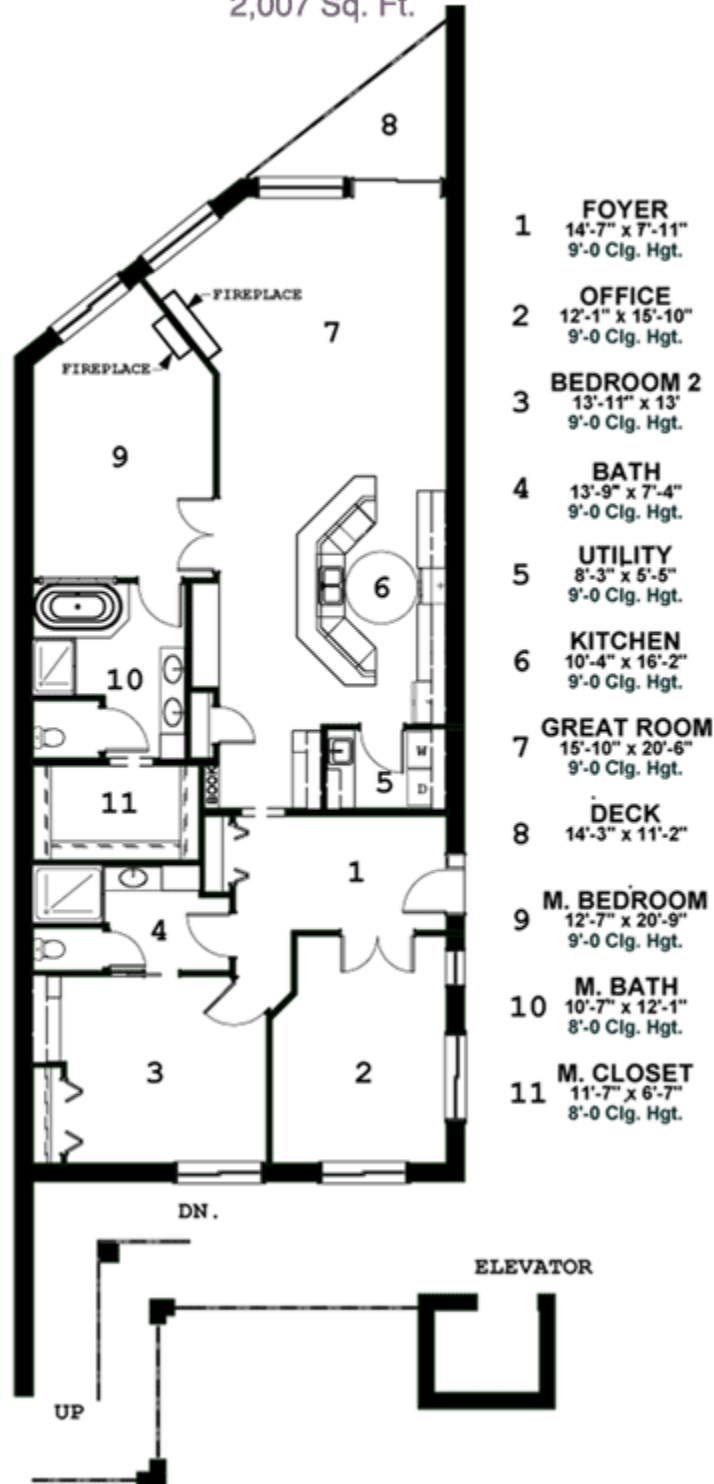 2,007 Sq. Ft.
8
FIREPLACE
7
FIREPLACE
9
6
10
BOOK
W
5
D
11
1
4
3
2
DN.
ELEVATOR
UP
1 FOYER
14'-7" x 7'-11"
9'-0 Clg. Hgt.
2 OFFICE
12'-1" x 15'-10"
9'-0 Clg. Hgt.
3 BEDROOM 2
13'-11" x 13'
9'-0 Clg. Hgt.
4 BATH
13'-9" x 7'-4"
9'-0 Clg. Hgt.
5 UTILITY
8'-3" x 5'-5"
9'-0 Clg. Hgt.
6 KITCHEN
10'-4" x 16'-2"
9'-0 Clg. Hgt.
7 GREAT ROOM
15'-10" x 20'-6"
9'-0 Clg. Hgt.
8 DECK
14'-3" x 11'-2"
9 M. BEDROOM
12'-7" x 20'-9"
9'-0 Clg. Hgt.
10 M. BATH
10'-7" x 12'-1"
8'-0 Clg. Hgt.
11 M. CLOSET
11'-7" x 6'-7"
8'-0 Clg. Hgt.